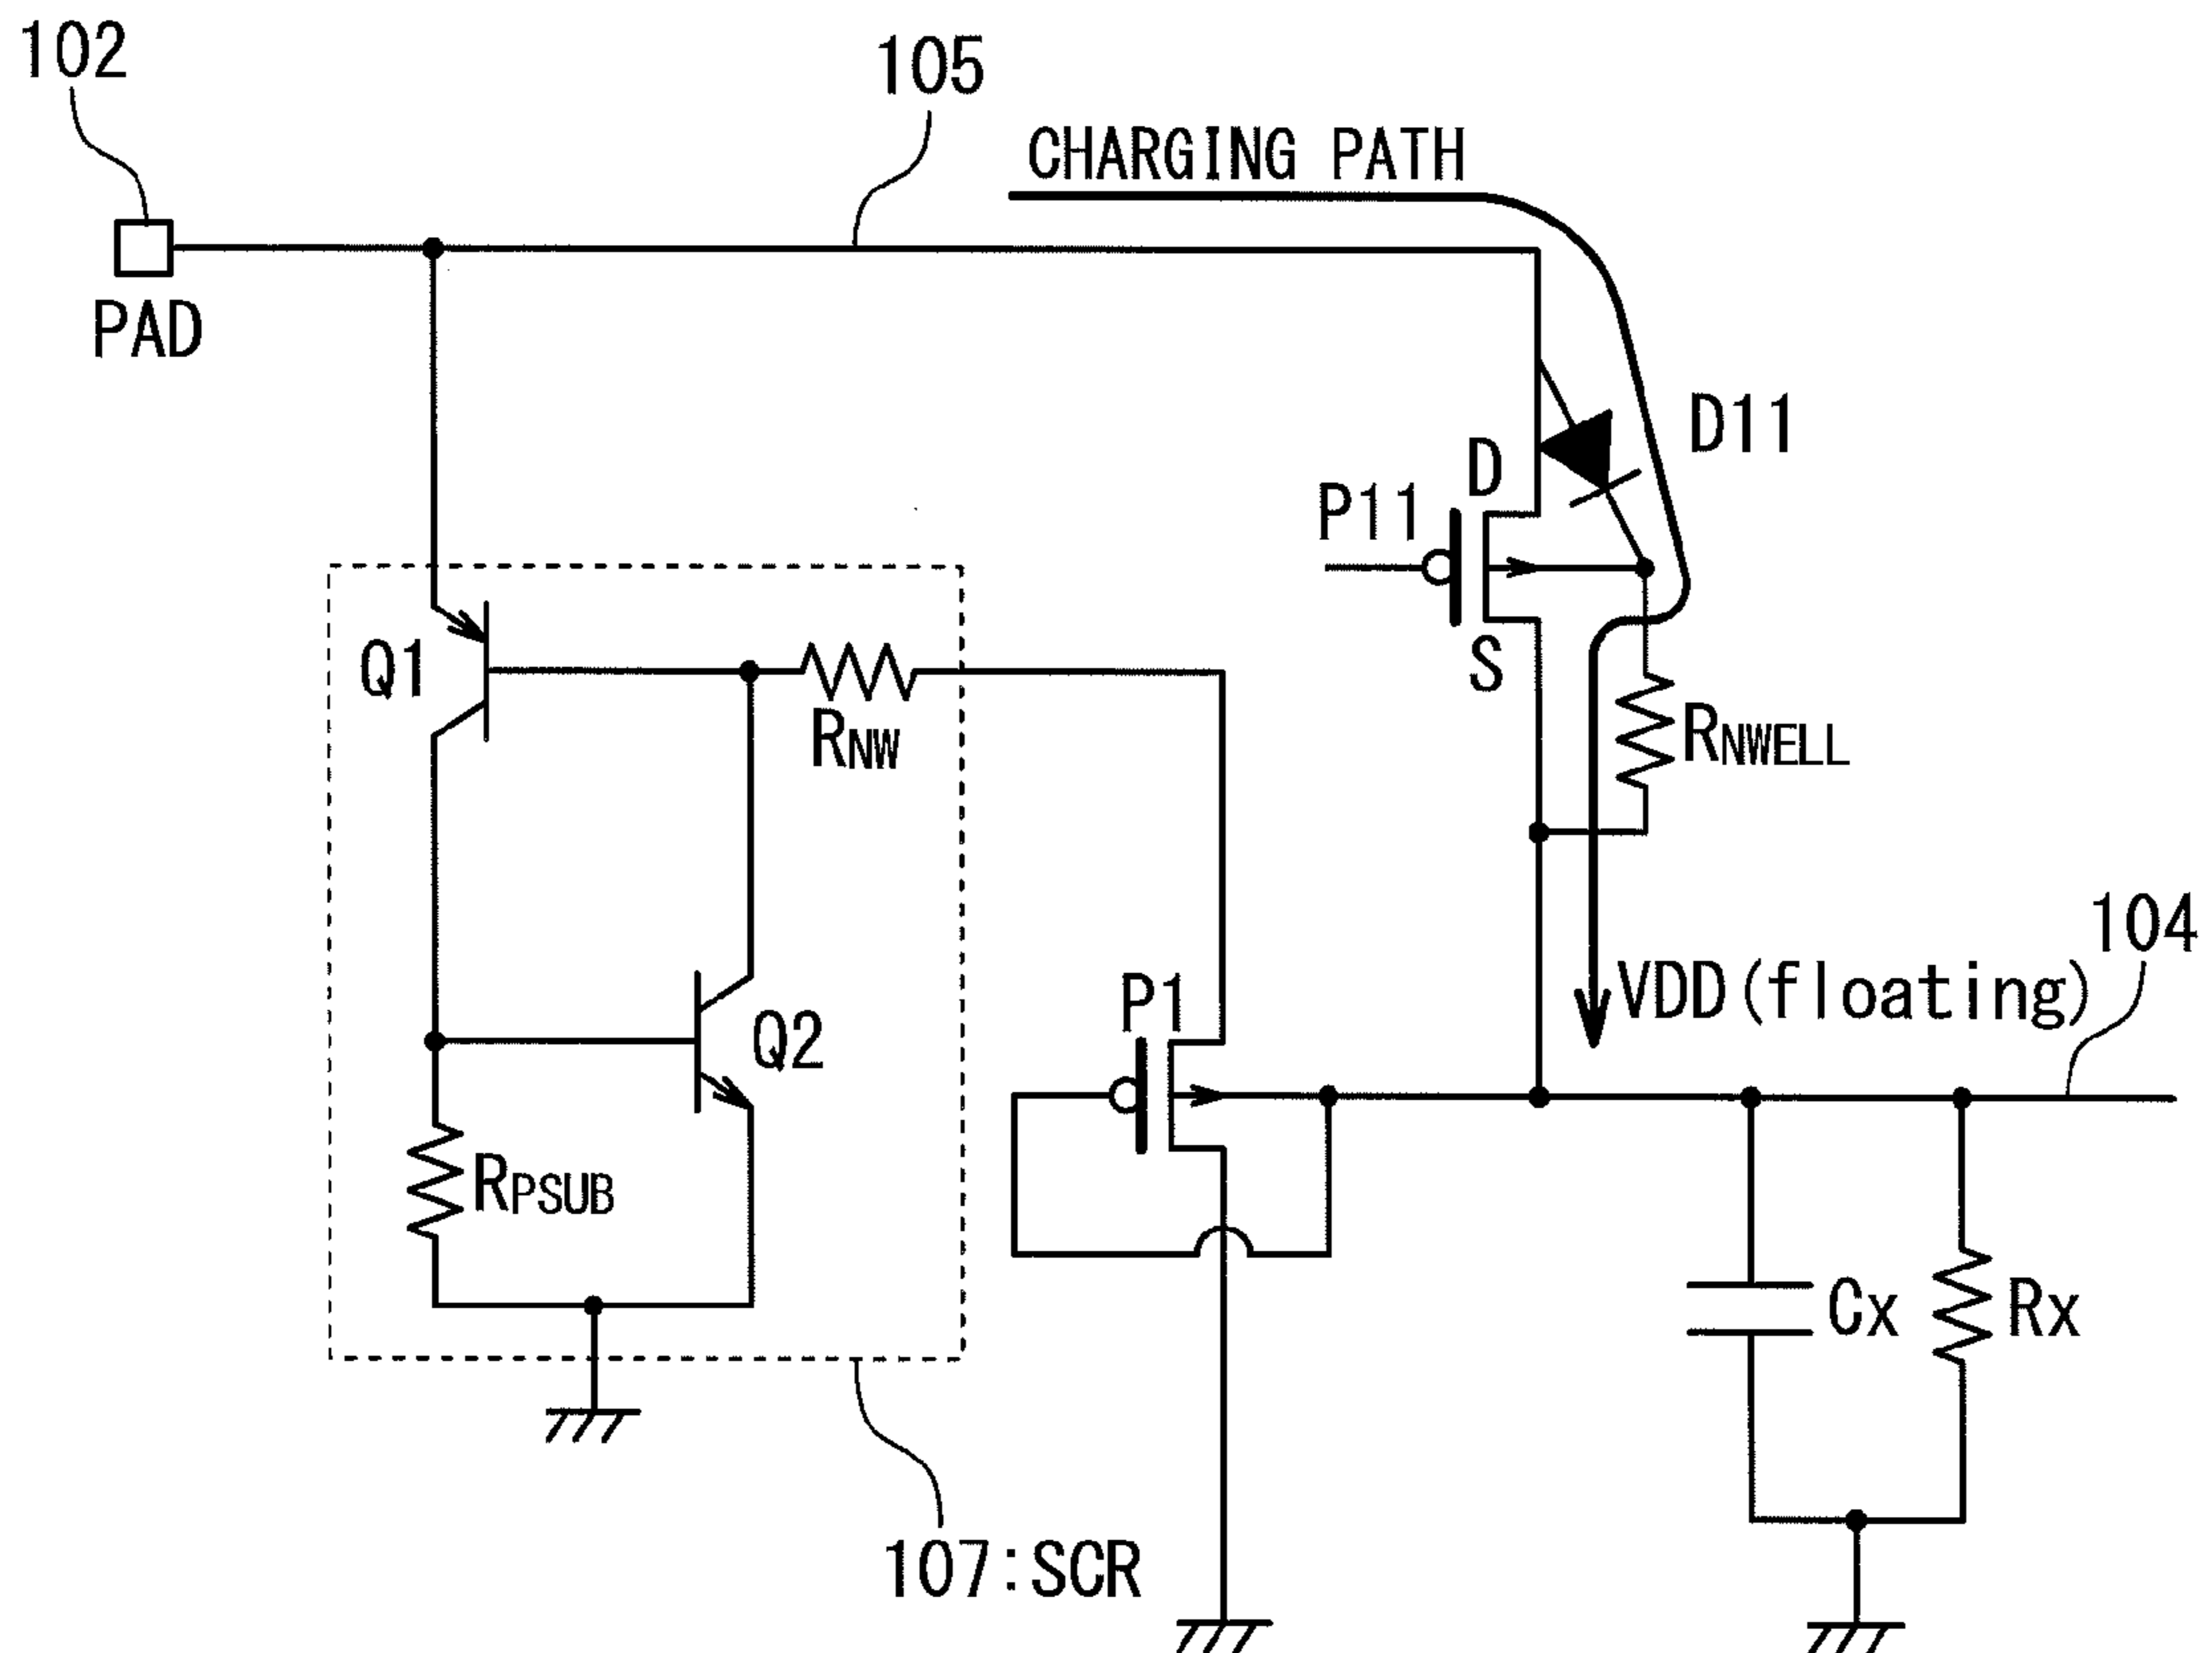 102
105
CHARGING PATH
PAD
D11
D
P11
Q1
S
RNW
RNWELL
104
P1
VDD(floating)
Q2
RPSUB
Cx
Rx
107:SCR